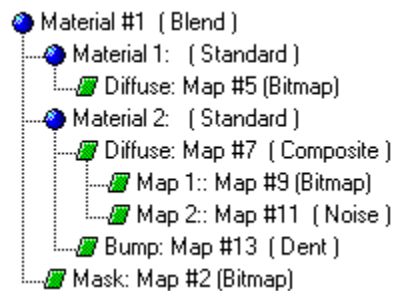 Material #1 ( Blend )
Material 1: ( Standard )
Diffuse: Map #5 (Bitmap)
Material 2: ( Standard )
Diffuse: Map #7 ( Composite )
Map 1:: Map #9 (Bitmap)
Map 2:: Map #11 ( Noise )
Bump: Map #13 ( Dent )
Mask: Map #2 (Bitmap)